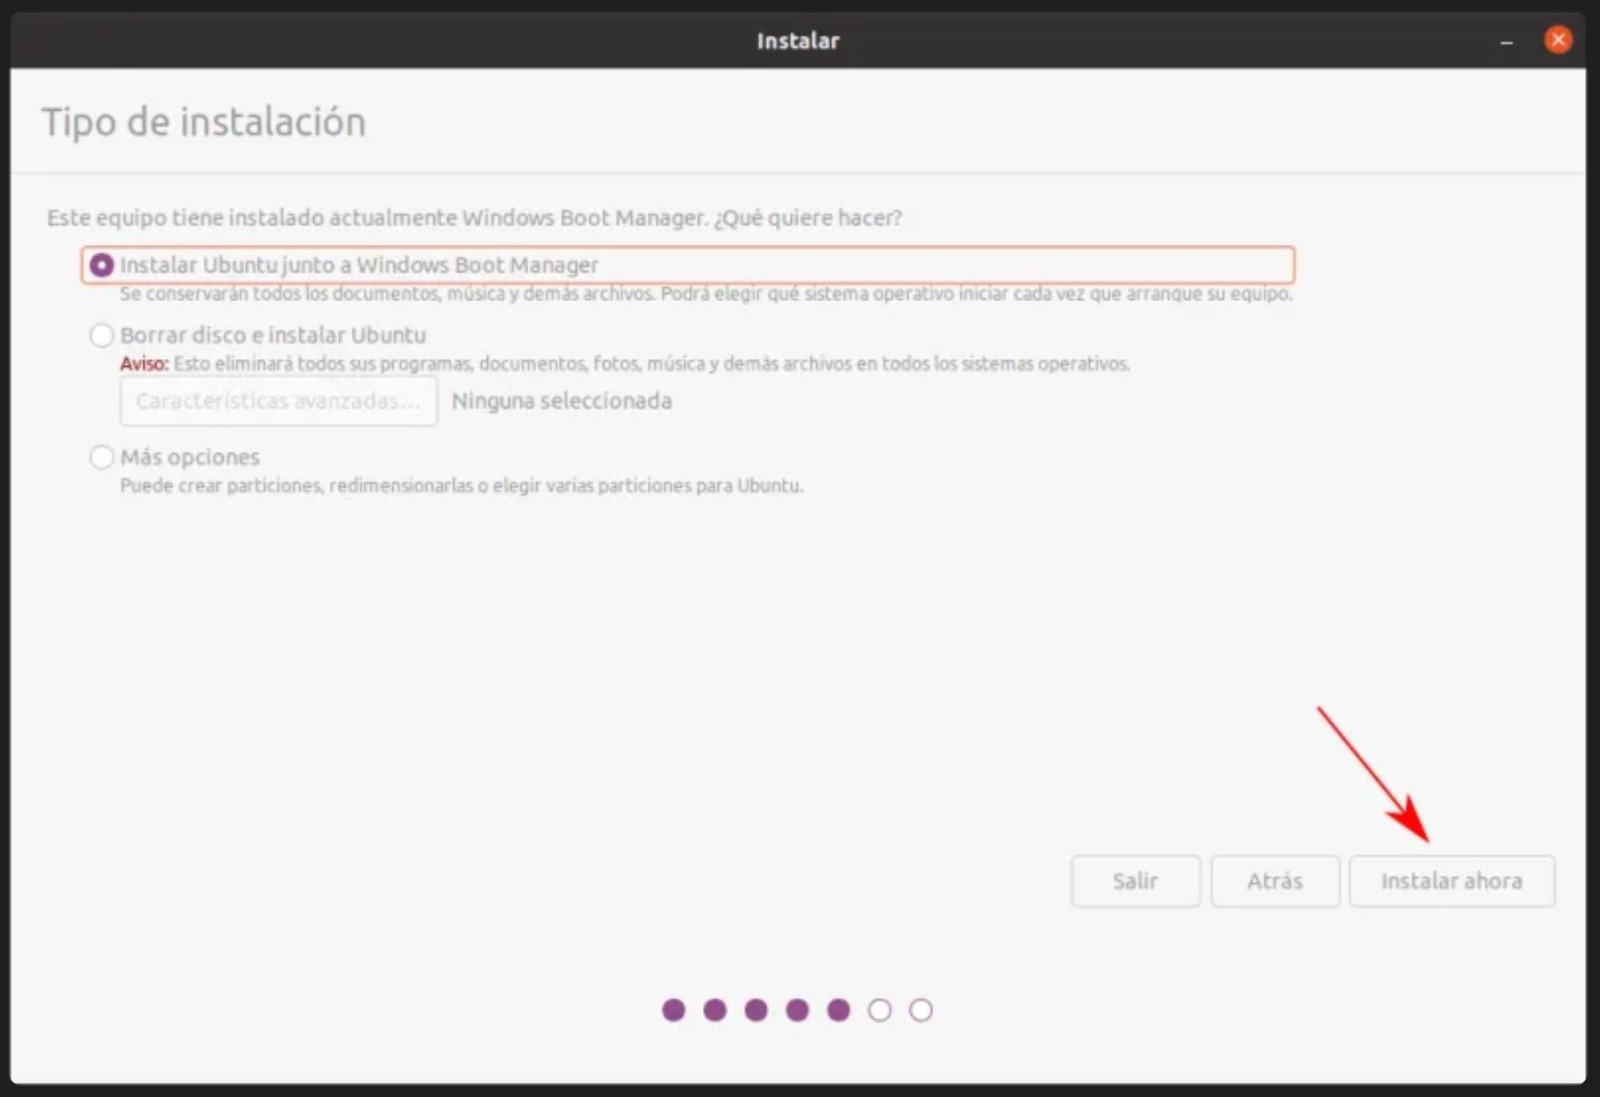 Instalar
Tipo de instalación
Este equipo tiene instalado actualmente Windows Boot Manager. ¿Qué quiere hacer?
Instalar Ubuntu junto a Windows Boot Manager
Se conservarán todos los documentos, música y demás archivos. Podrá elegir qué sistema operativo iniciar cada vez que arranque su equipo.
Borrar disco e instalar Ubuntu
Aviso: Esto eliminará todos sus programas, documentos, fotos, música y demás archivos en todos los sistemas operativos.
Características avanzadas... Ninguna seleccionada
Más opciones
Puede crear particiones, redimensionarlas o elegir varias particiones para Ubuntu.
Salir Atrás Instalar ahora